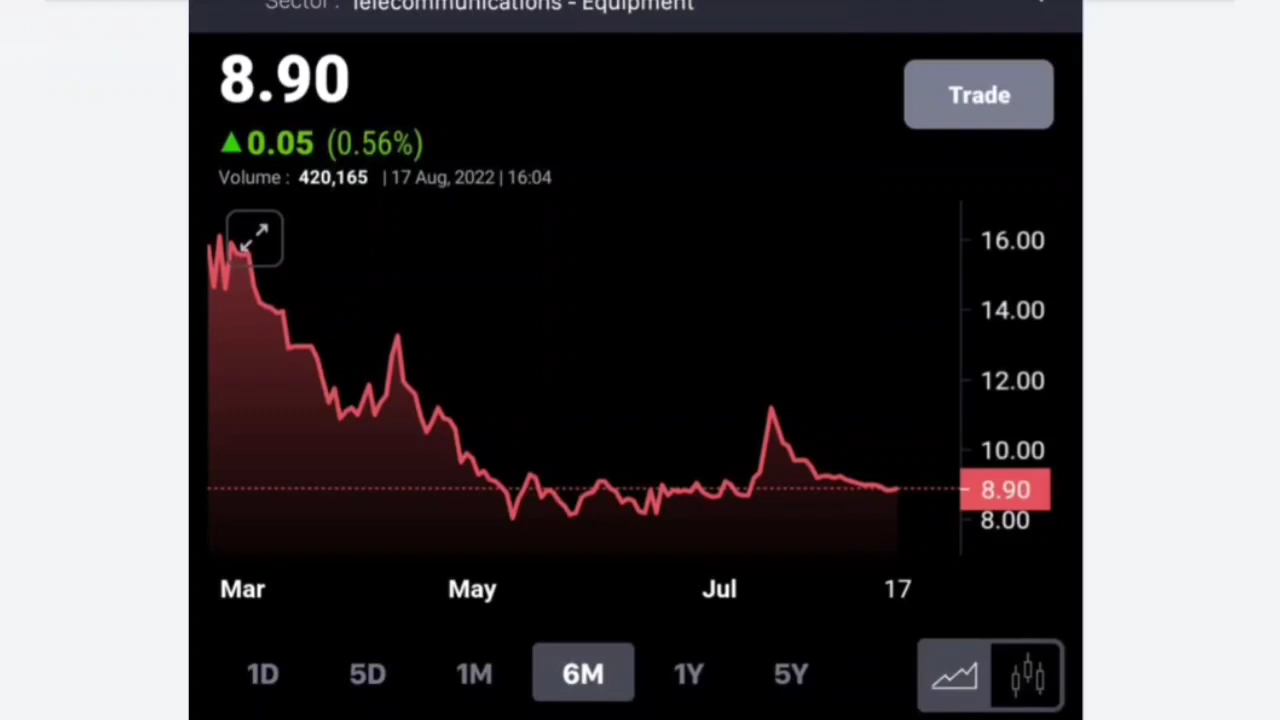 Sector : Telecommunications - Equipment
8.90
Trade
▲0.05 (0.56%)
Volume : 420,165 | 17 Aug, 2022 | 16:04
16.00
14.00
12.00
10.00
8.90
8.00
Mar May Jul 17
1D 5D 1M 6M 1Y 5Y